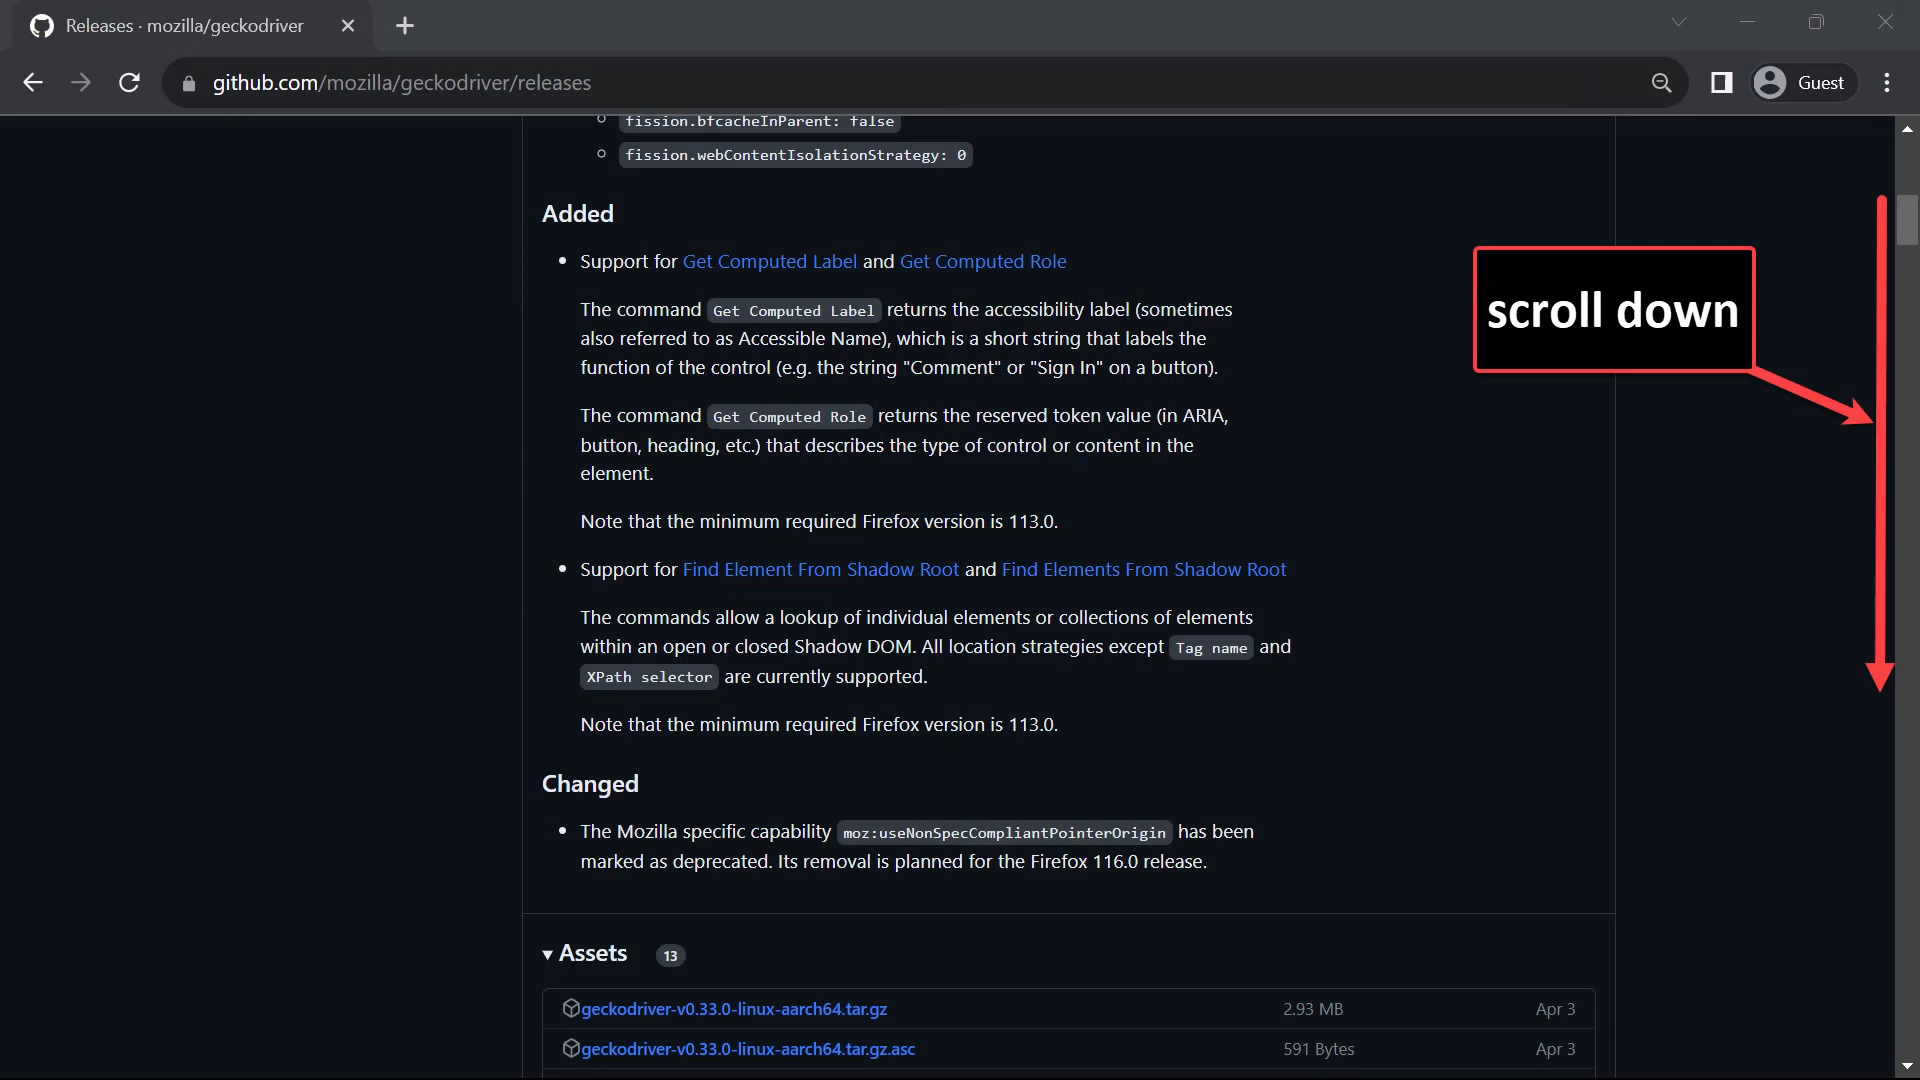 Releases · mozilla/geckodriver
github.com/mozilla/geckodriver/releases
Guest
fission.bfcacheInParent: false
fission.webContentIsolationStrategy: 0
Added
Support for Get Computed Label and Get Computed Role
The command Get Computed Label returns the accessibility label (sometimes
also referred to as Accessible Name), which is a short string that labels the
function of the control (e.g. the string "Comment" or "Sign In" on a button).
scroll down
The command Get Computed Role returns the reserved token value (in ARIA,
button, heading, etc.) that describes the type of control or content in the
element.
Note that the minimum required Firefox version is 113.0.
Support for Find Element From Shadow Root and Find Elements From Shadow Root
The commands allow a lookup of individual elements or collections of elements
within an open or closed Shadow DOM. All location strategies except Tag name and
XPath selector are currently supported.
Note that the minimum required Firefox version is 113.0.
Changed
The Mozilla specific capability moz:useNonSpecCompliantPointerOrigin has been
marked as deprecated. Its removal is planned for the Firefox 116.0 release.
Assets 13
geckodriver-v0.33.0-linux-aarch64.tar.gz 2.93 MB Apr 3
geckodriver-v0.33.0-linux-aarch64.tar.gz.asc 591 Bytes Apr 3